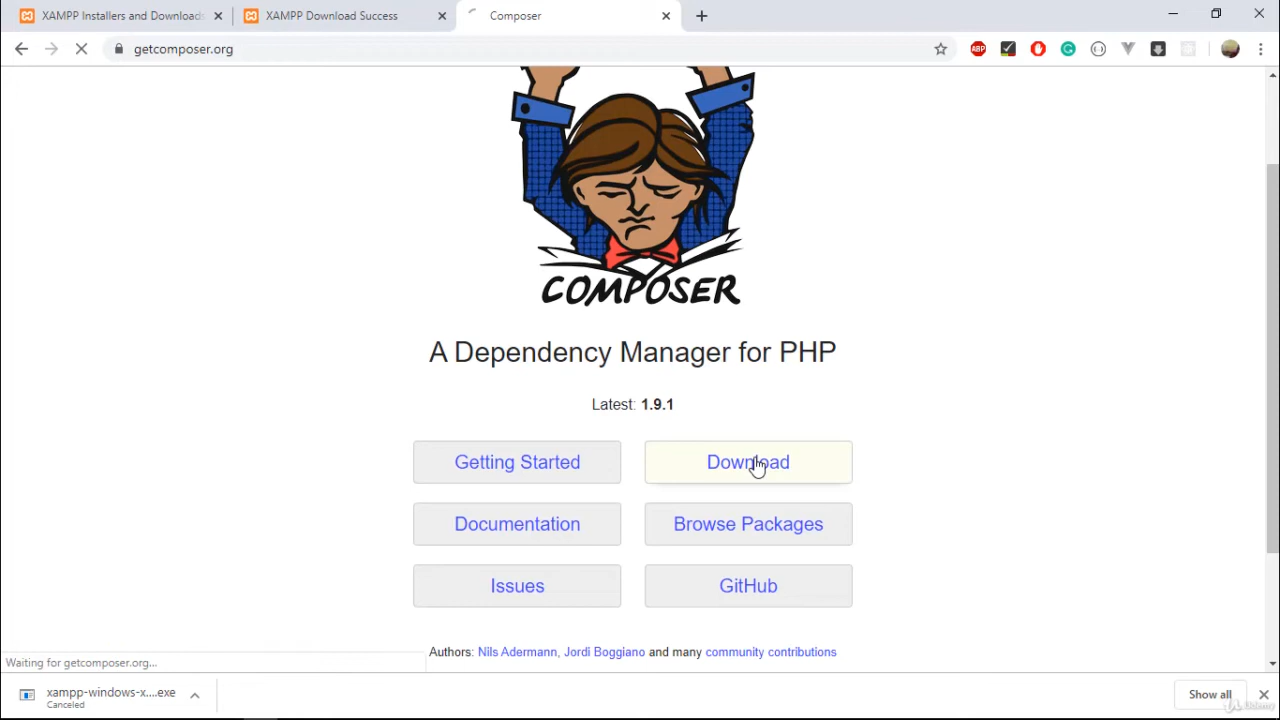 XAMPP Installers and Downloads
XAMPP Download Success
Composer
getcomposer.org
ABP
COMPOSER
A Dependency Manager for PHP
Latest: 1.9.1
Getting Started
Download
Documentation
Browse Packages
Issues
GitHub
Authors: Nils Adermann, Jordi Boggiano and many community contributions
Waiting for getcomposer.org...
xampp-windows-x....exe
Canceled
Show all
Udemy